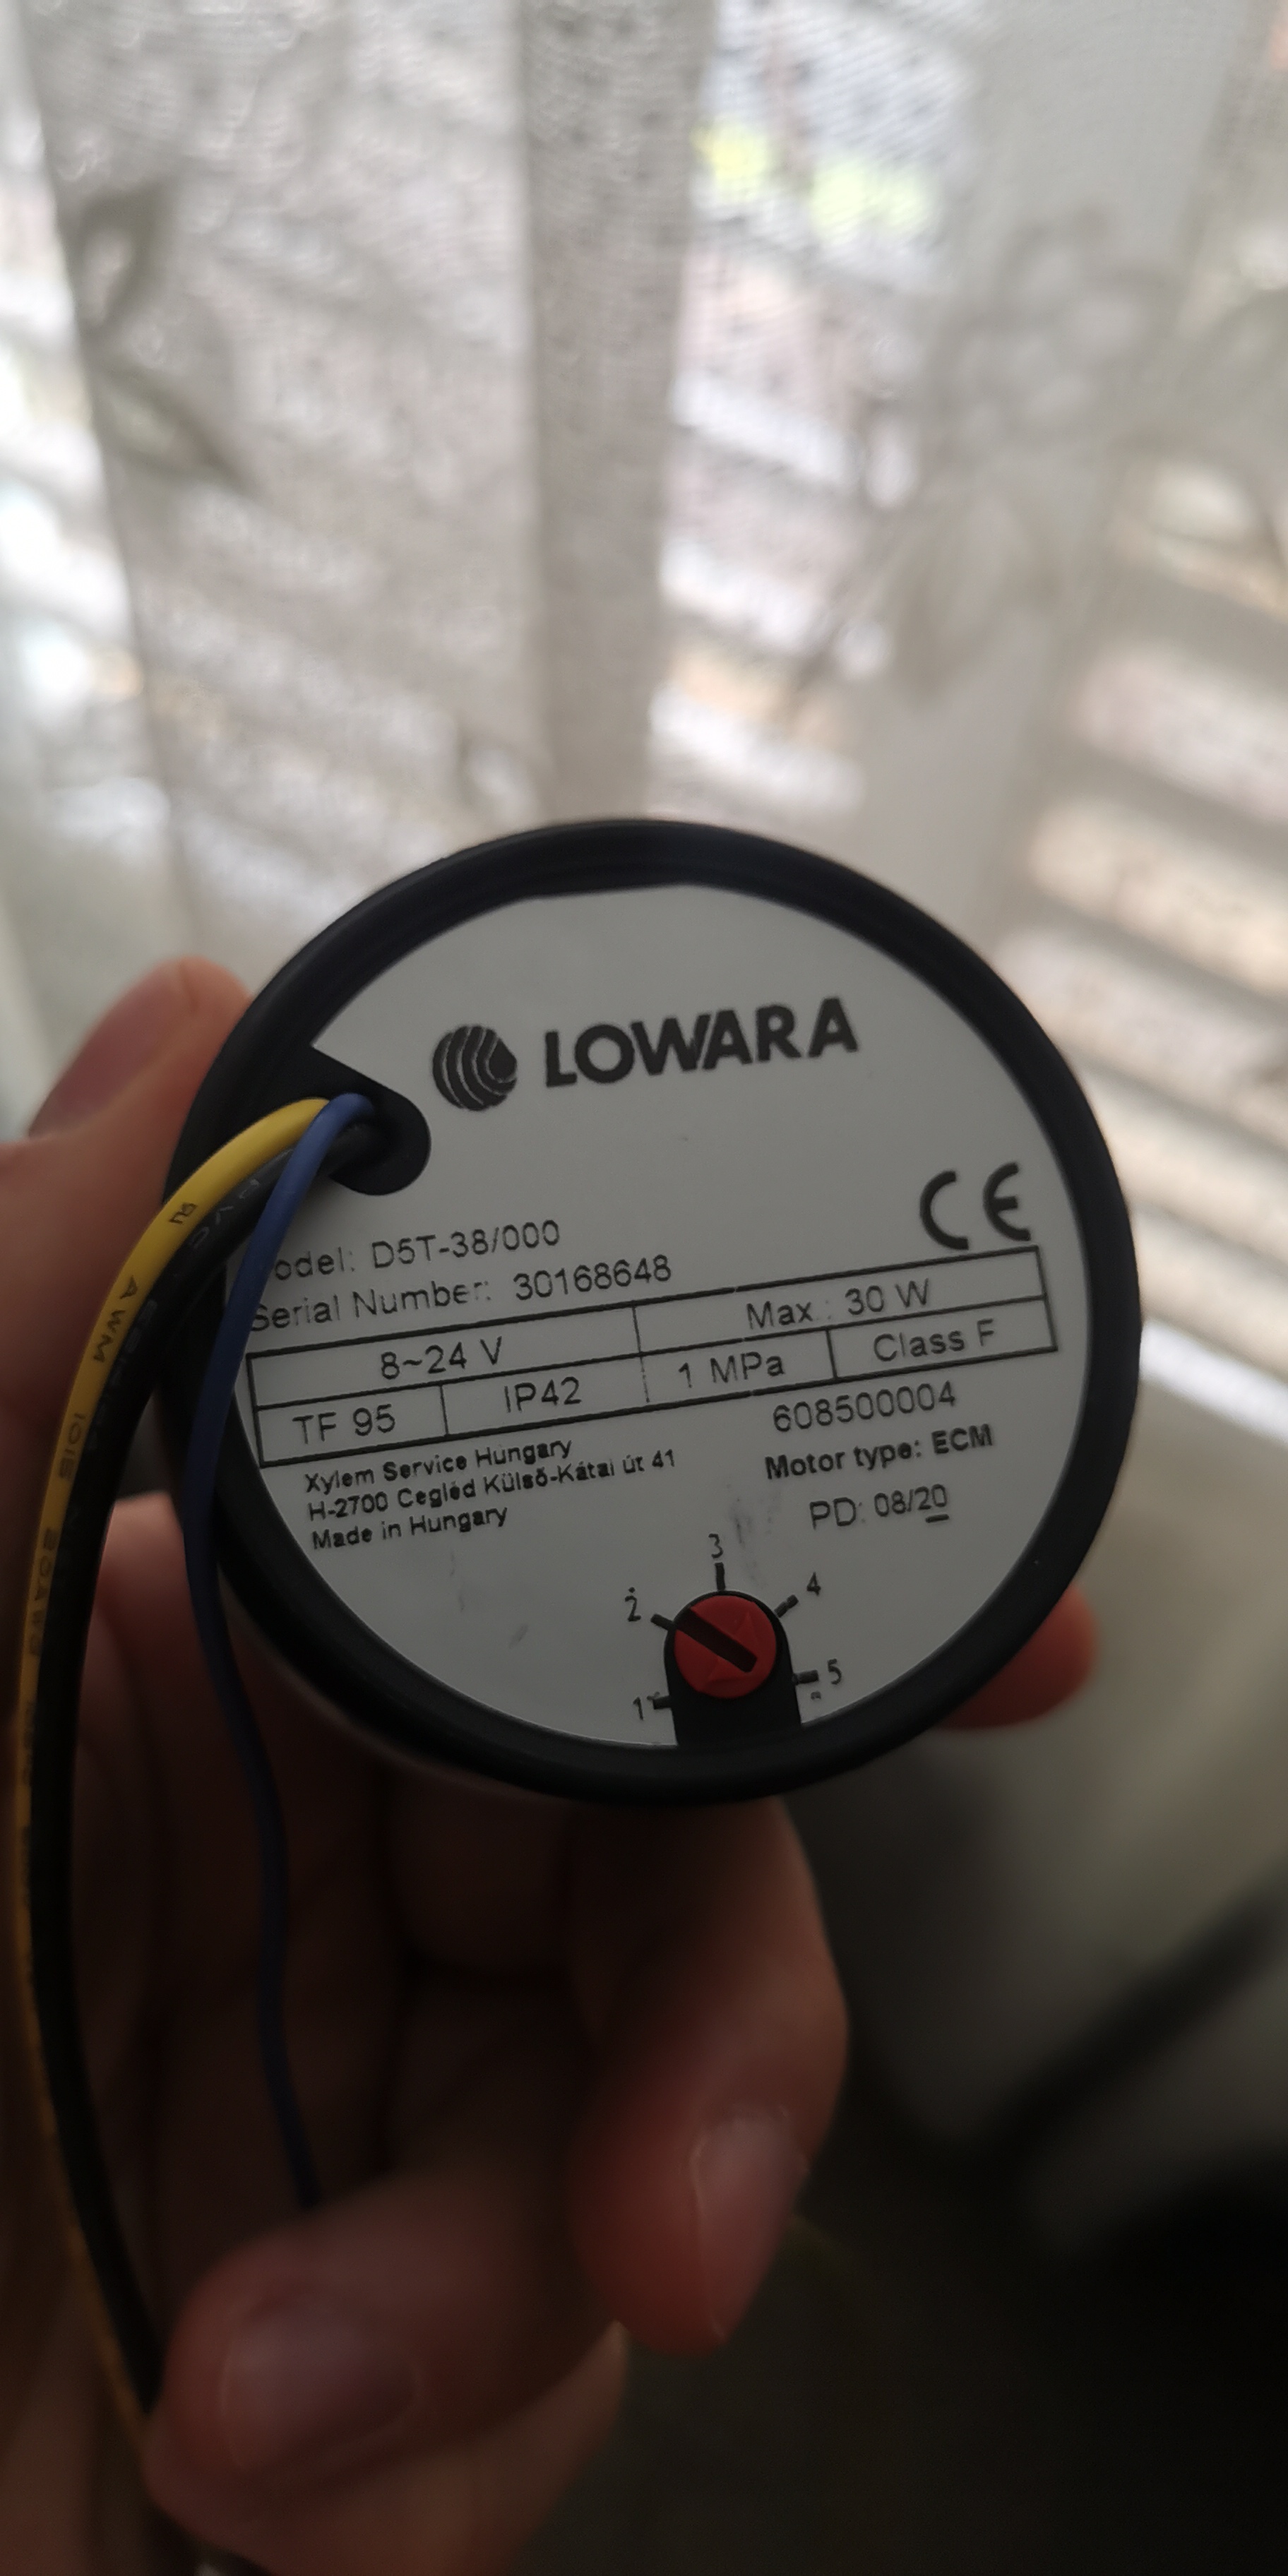 LOWARA
CE
odel: D5T-38/000
Serial Number: 30168648
8~24 V Max.: 30 W
TF 95 IP42 1 MPa Class F
608500004
Xylem Service Hungary
H-2700 Cegléd Külső-Kátai út 41
Made in Hungary
Motor type: ECM
PD: 08/20
1 2 3 4 5
AWM